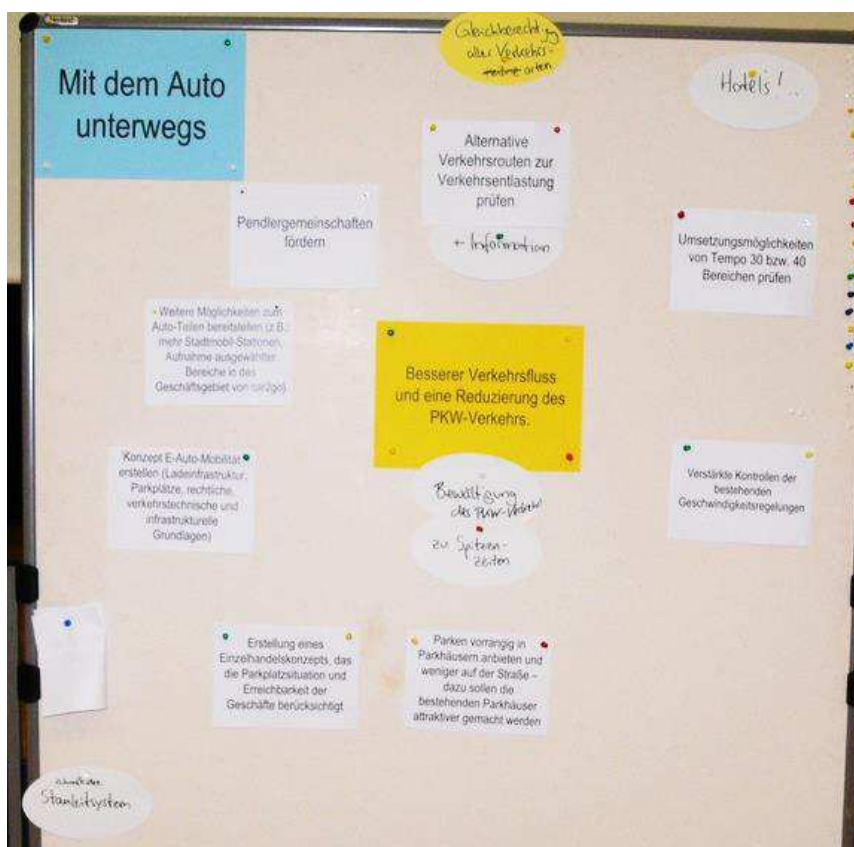 Mit dem Auto
unterwegs
Gleichberechtigung
aller Verkehrs-
arten
Hotels!..
Alternative
Verkehrsrouten zur
Verkehrsentlastung
prüfen
+ Information
Pendlergemeinschaften
fördern
Umsetzungsmöglichkeiten
von Tempo 30 bzw. 40
Bereichen prüfen
Weitere Möglichkeiten zum
Auto-Teilen bereitstellen (z.B.:
mehr Stadtmobil-Stationen,
Aufnahme ausgewählter
Bereiche in das
Geschäftsgebiet von car2go)
Besserer Verkehrsfluss
und eine Reduzierung des
PKW-Verkehrs.
Konzept E-Auto-Mobilität
erstellen (Ladeinfrastruktur,
Parkplätze, rechtliche,
verkehrstechnische und
infrastrukturelle
Grundlagen)
Bewältigung
des PKW-Verkehrs
zu Spitzen-
zeiten
Verstärkte Kontrollen der
bestehenden
Geschwindigkeitsregelungen
Erstellung eines
Einzelhandelskonzepts, das
die Parkplatzsituation und
Erreichbarkeit der
Geschäfte berücksichtigt
Parken vorrangig in
Parkhäusern anbieten und
weniger auf der Straße –
dazu sollen die
bestehenden Parkhäuser
attraktiver gemacht werden